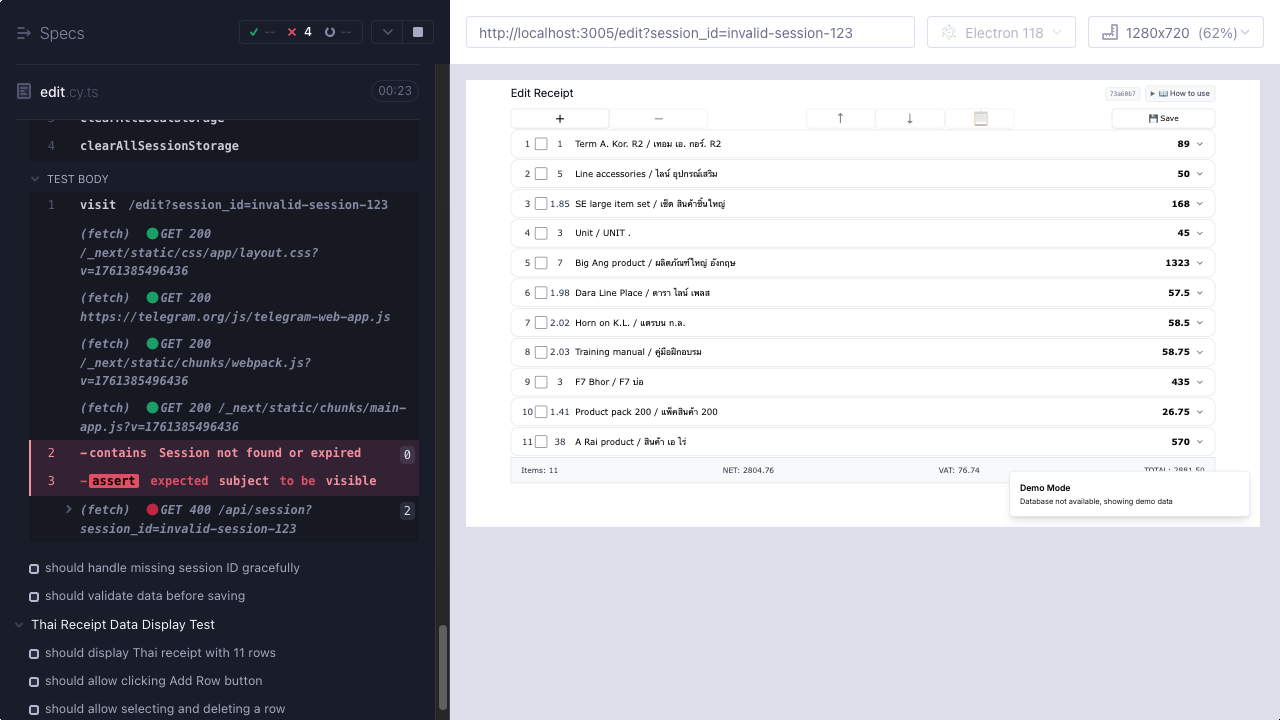 Specs
-- 4 --
http://localhost:3005/edit?session_id=invalid-session-123
Electron 118
1280x720 (62%)
edit.cy.ts
00:23
4 clearAllSessionStorage
TEST BODY
1 visit /edit?session_id=invalid-session-123
(fetch) GET 200
/_next/static/css/app/layout.css?
v=1761385496436
(fetch) GET 200
https://telegram.org/js/telegram-web-app.js
(fetch) GET 200
/_next/static/chunks/webpack.js?
v=1761385496436
(fetch) GET 200 /_next/static/chunks/main-
app.js?v=1761385496436
2 -contains Session not found or expired 0
3 -assert expected subject to be visible
(fetch) GET 400 /api/session?
session_id=invalid-session-123
2
should handle missing session ID gracefully
should validate data before saving
Thai Receipt Data Display Test
should display Thai receipt with 11 rows
should allow clicking Add Row button
should allow selecting and deleting a row
Edit Receipt
73a60b7
▶ 📖 How to use
+ − ↑ ↓ 📋 💾 Save
1 1 Term A. Kor. R2 / เทอม เอ. กอร์. R2 89
2 5 Line accessories / ไลน์ อุปกรณ์เสริม 50
3 1.85 SE large item set / เซ็ต สินค้าชิ้นใหญ่ 168
4 3 Unit / UNIT . 45
5 7 Big Ang product / ผลิตภัณฑ์ใหญ่ อังกฤษ 1323
6 1.98 Dara Line Place / ดารา ไลน์ เพลส 57.5
7 2.02 Horn on K.L. / แตรบน ก.ล. 58.5
8 2.03 Training manual / คู่มือฝึกอบรม 58.75
9 3 F7 Bhor / F7 บ่อ 435
10 1.41 Product pack 200 / แพ็คสินค้า 200 26.75
11 38 A Rai product / สินค้า เอ ไร่ 570
Items: 11 NET: 2804.76 VAT: 76.74 TOTAL: 2881.50
Demo Mode
Database not available, showing demo data